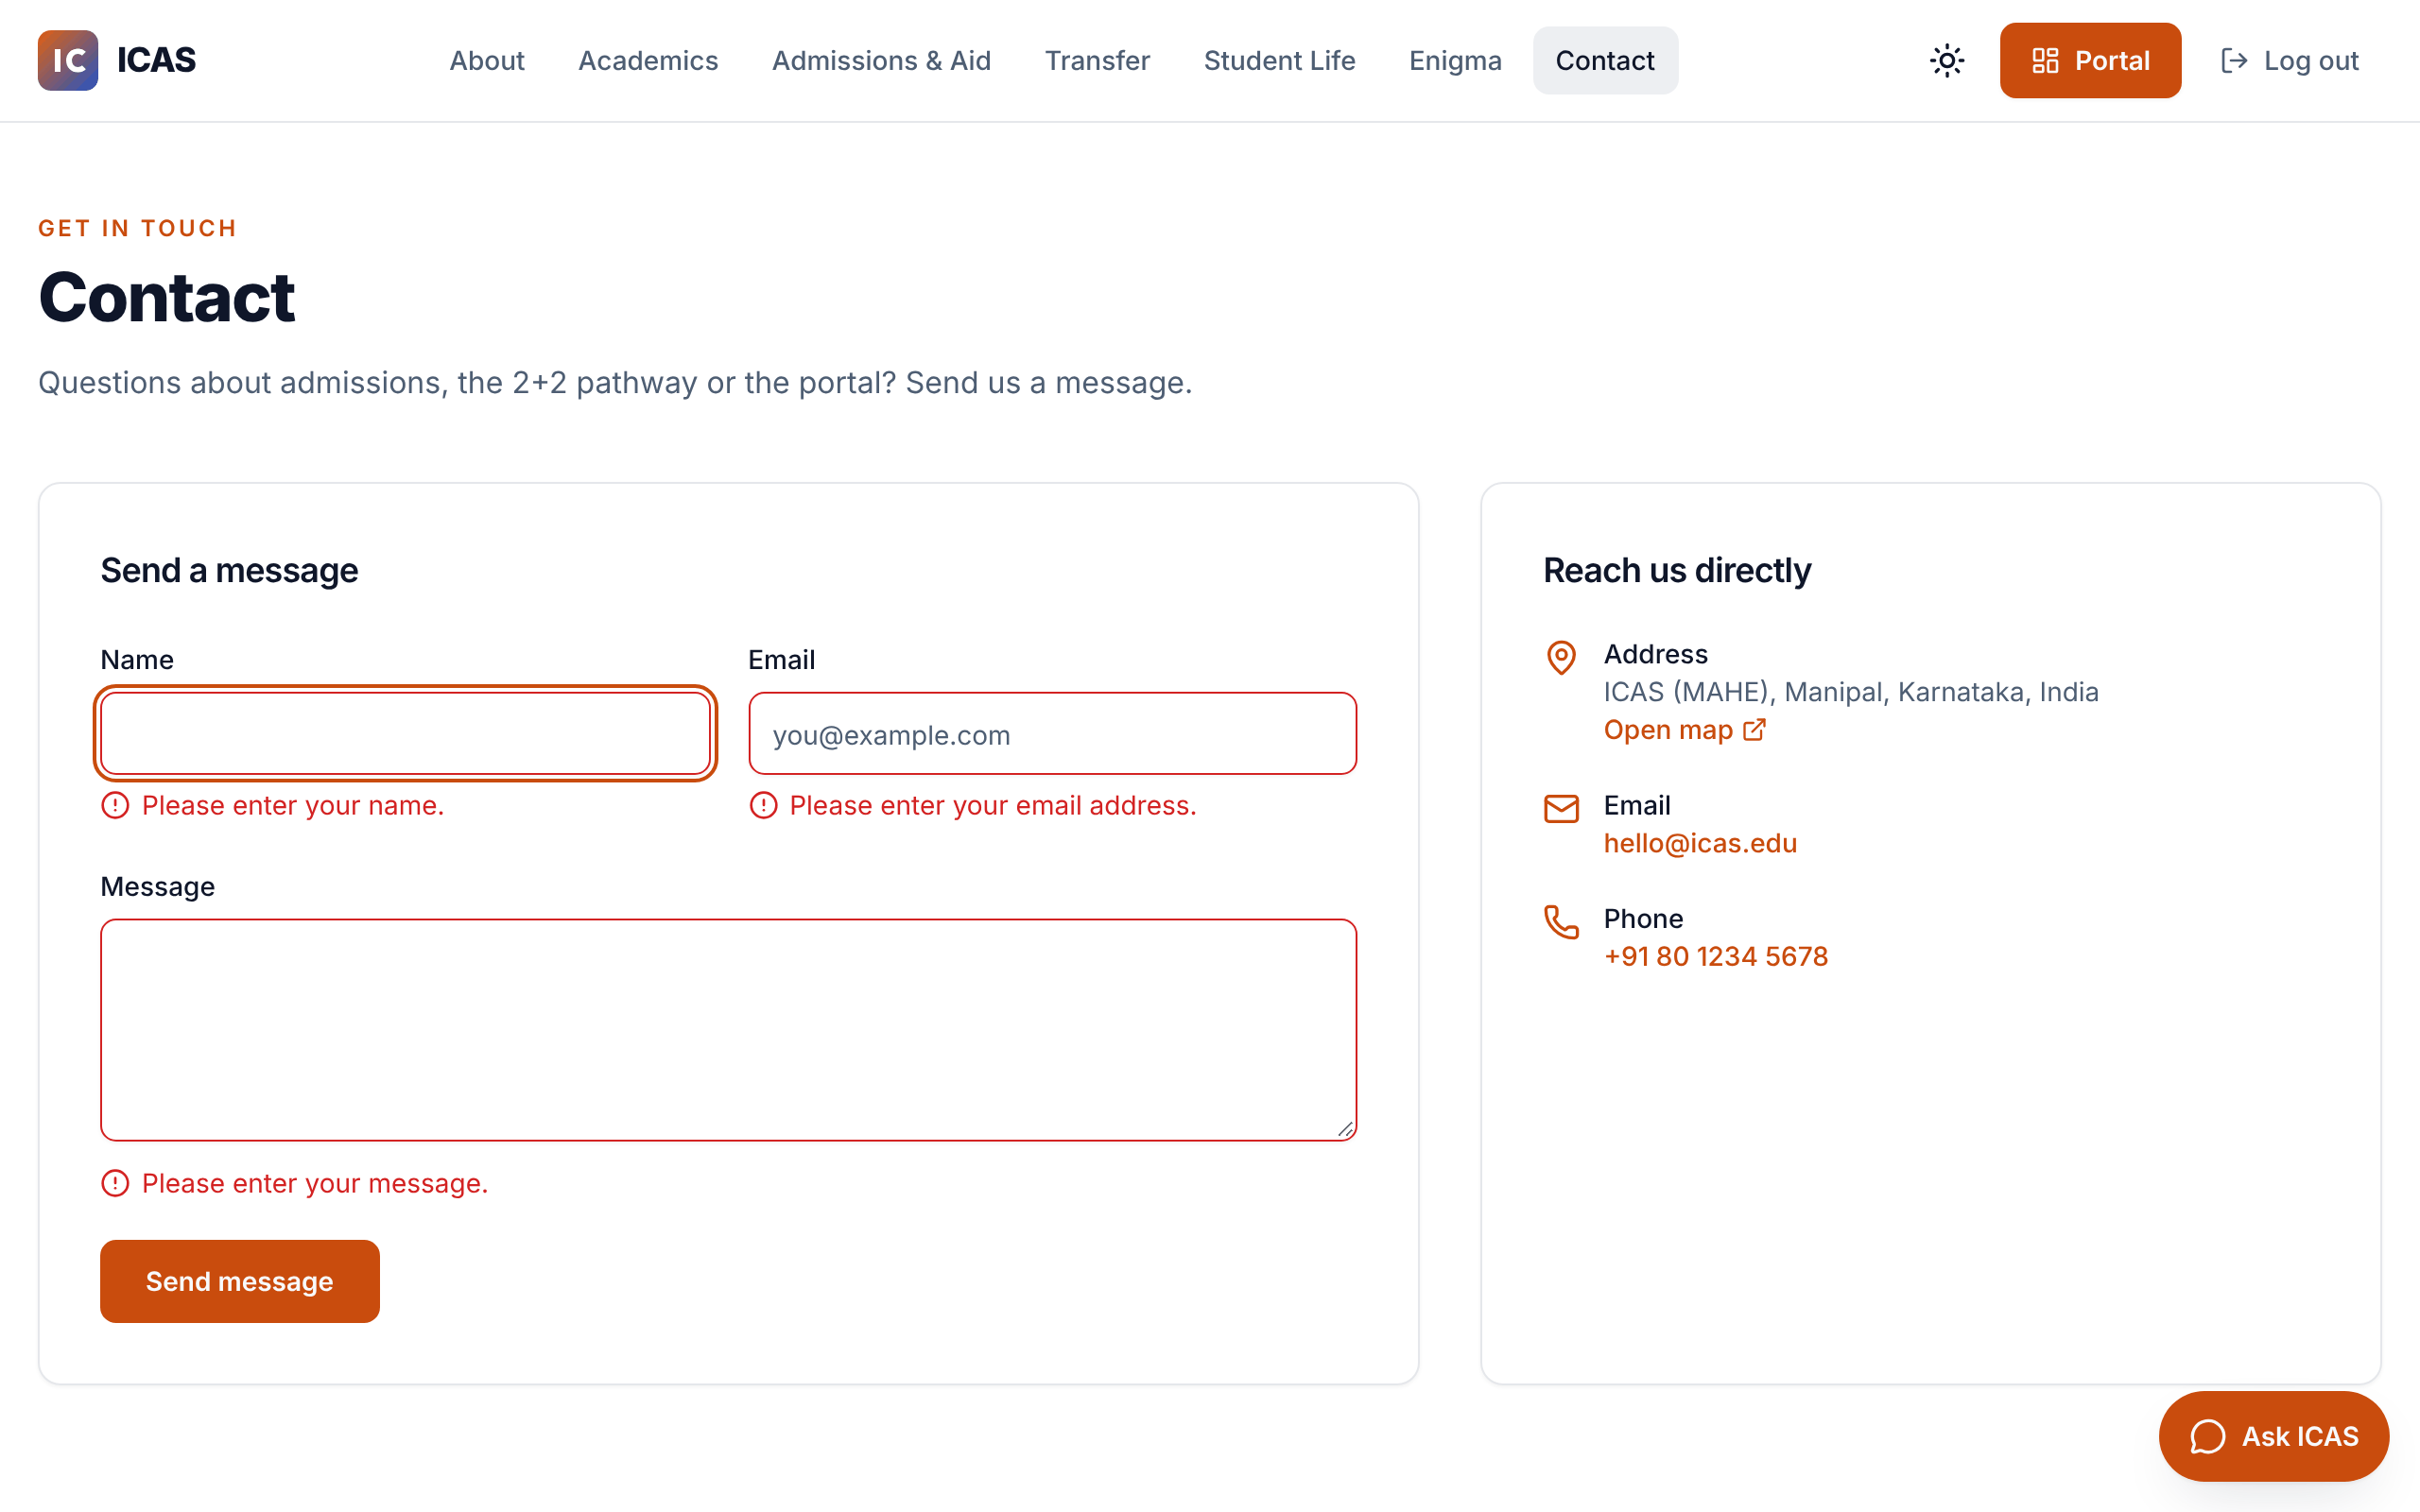 IC ICAS
About Academics Admissions & Aid Transfer Student Life Enigma Contact
Portal
Log out
GET IN TOUCH
Contact
Questions about admissions, the 2+2 pathway or the portal? Send us a message.
Send a message
Name
Please enter your name.
Email
you@example.com
Please enter your email address.
Message
Please enter your message.
Send message
Reach us directly
Address
ICAS (MAHE), Manipal, Karnataka, India
Open map
Email
hello@icas.edu
Phone
+91 80 1234 5678
Ask ICAS